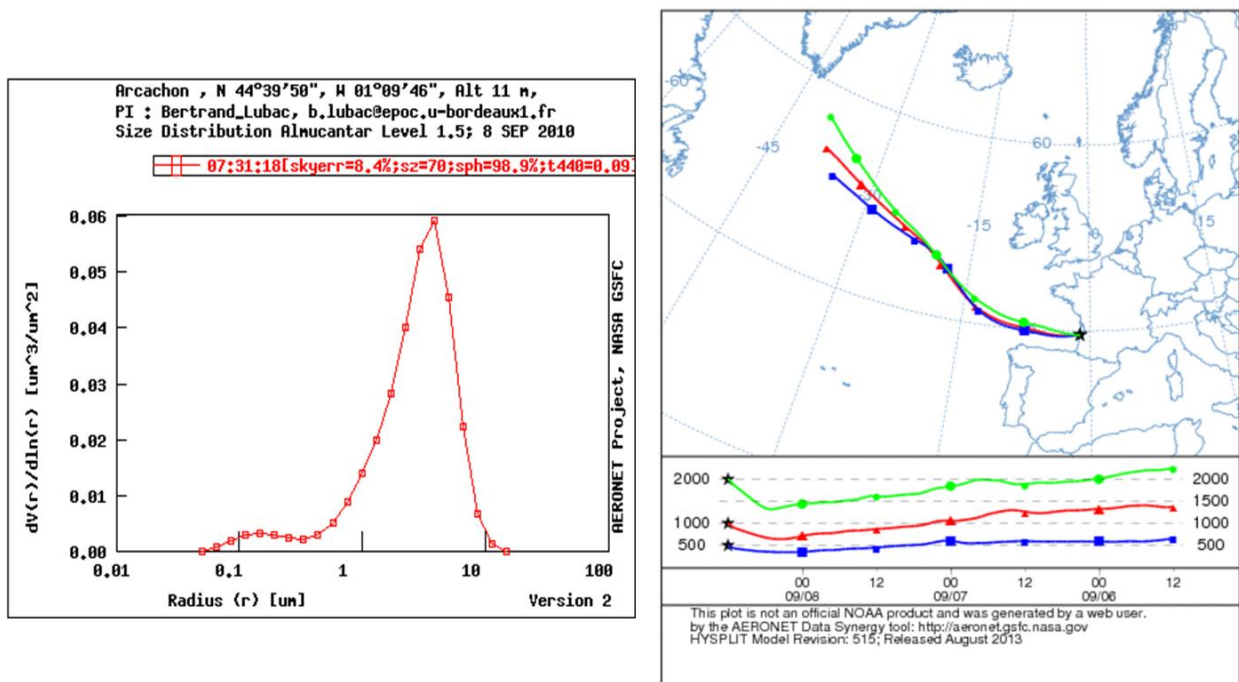 Arcachon , N 44°39'50", W 01°09'46", Alt 11 m,
PI : Bertrand_Lubac, b.lubac@epoc.u-bordeaux1.fr
Size Distribution Almucantar Level 1.5; 8 SEP 2010
07:31:18[skyerr=8.4%;sz=70;sph=98.9%;t440=0.09]
0.06
0.05
0.04
0.03
0.02
0.01
0.00
dV(r)/dln(r) [um^3/um^2]
0.01 0.1 1 10 100
Radius (r) [um]
Version 2
AERONET Project, NASA GSFC
-60
-45
-30
-15
0
15
60
45
2000 2000
1500
1000 1000
500 500
00 12 00 12 00 12
09/08 09/07 09/06
This plot is not an official NOAA product and was generated by a web user.
by the AERONET Data Synergy tool: http://aeronet.gsfc.nasa.gov
HYSPLIT Model Revision: 515; Released August 2013